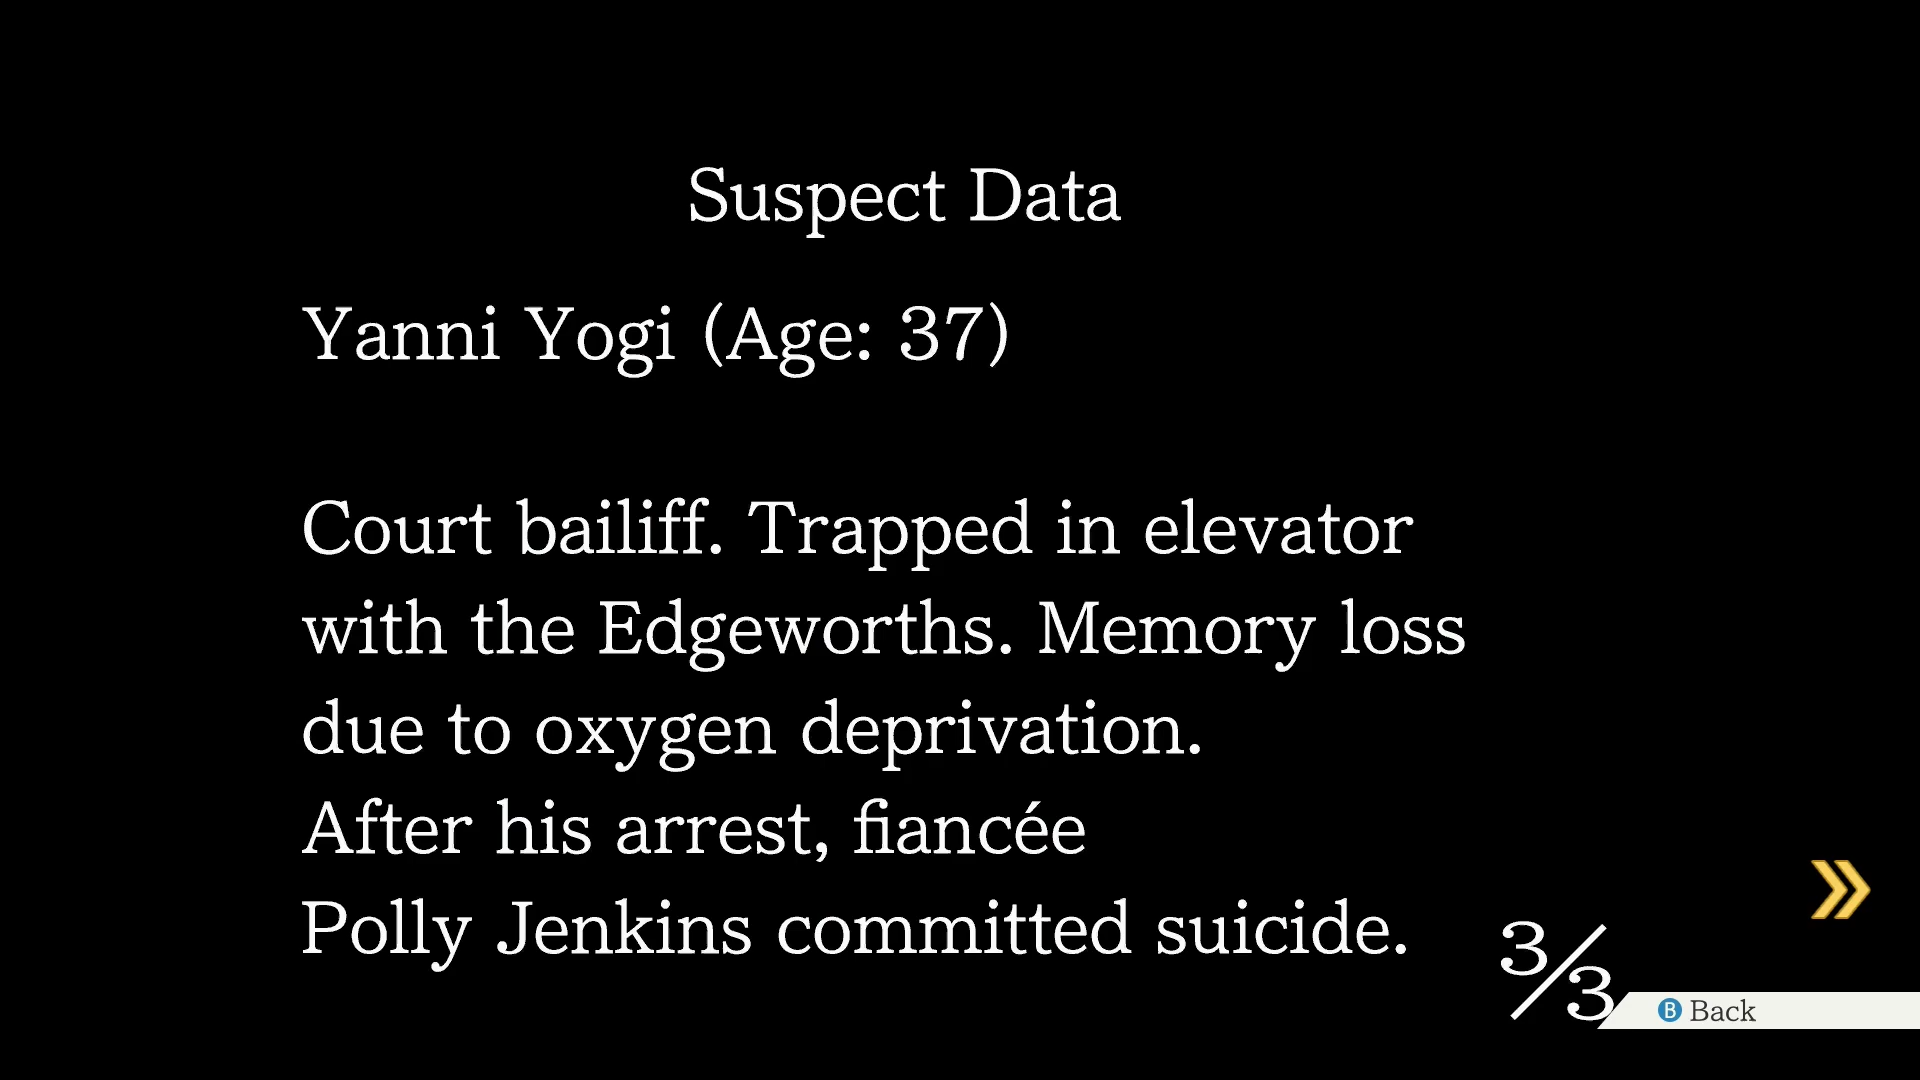 Suspect Data
Yanni Yogi (Age: 37)
Court bailiff. Trapped in elevator
with the Edgeworths. Memory loss
due to oxygen deprivation.
After his arrest, fiancée
Polly Jenkins committed suicide.
3/3
B Back